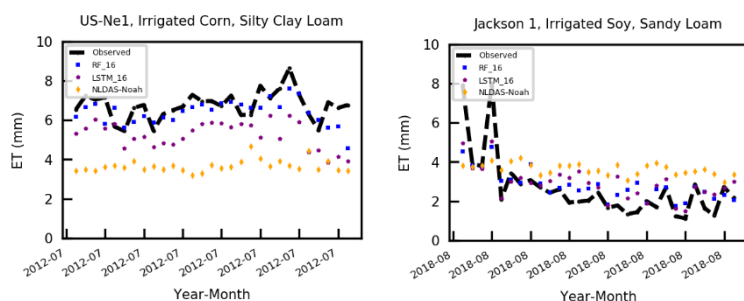 US-Ne1, Irrigated Corn, Silty Clay Loam
10
8
6
4
2
0
ET (mm)
Observed
RF_16
LSTM_16
NLDAS-Noah
2012-07
2012-07
2012-07
2012-07
2012-07
2012-07
2012-07
2012-07
Year-Month
Jackson 1, Irrigated Soy, Sandy Loam
10
8
6
4
2
0
ET (mm)
Observed
RF_16
LSTM_16
NLDAS-Noah
2018-08
2018-08
2018-08
2018-08
2018-08
2018-08
2018-08
2018-08
Year-Month